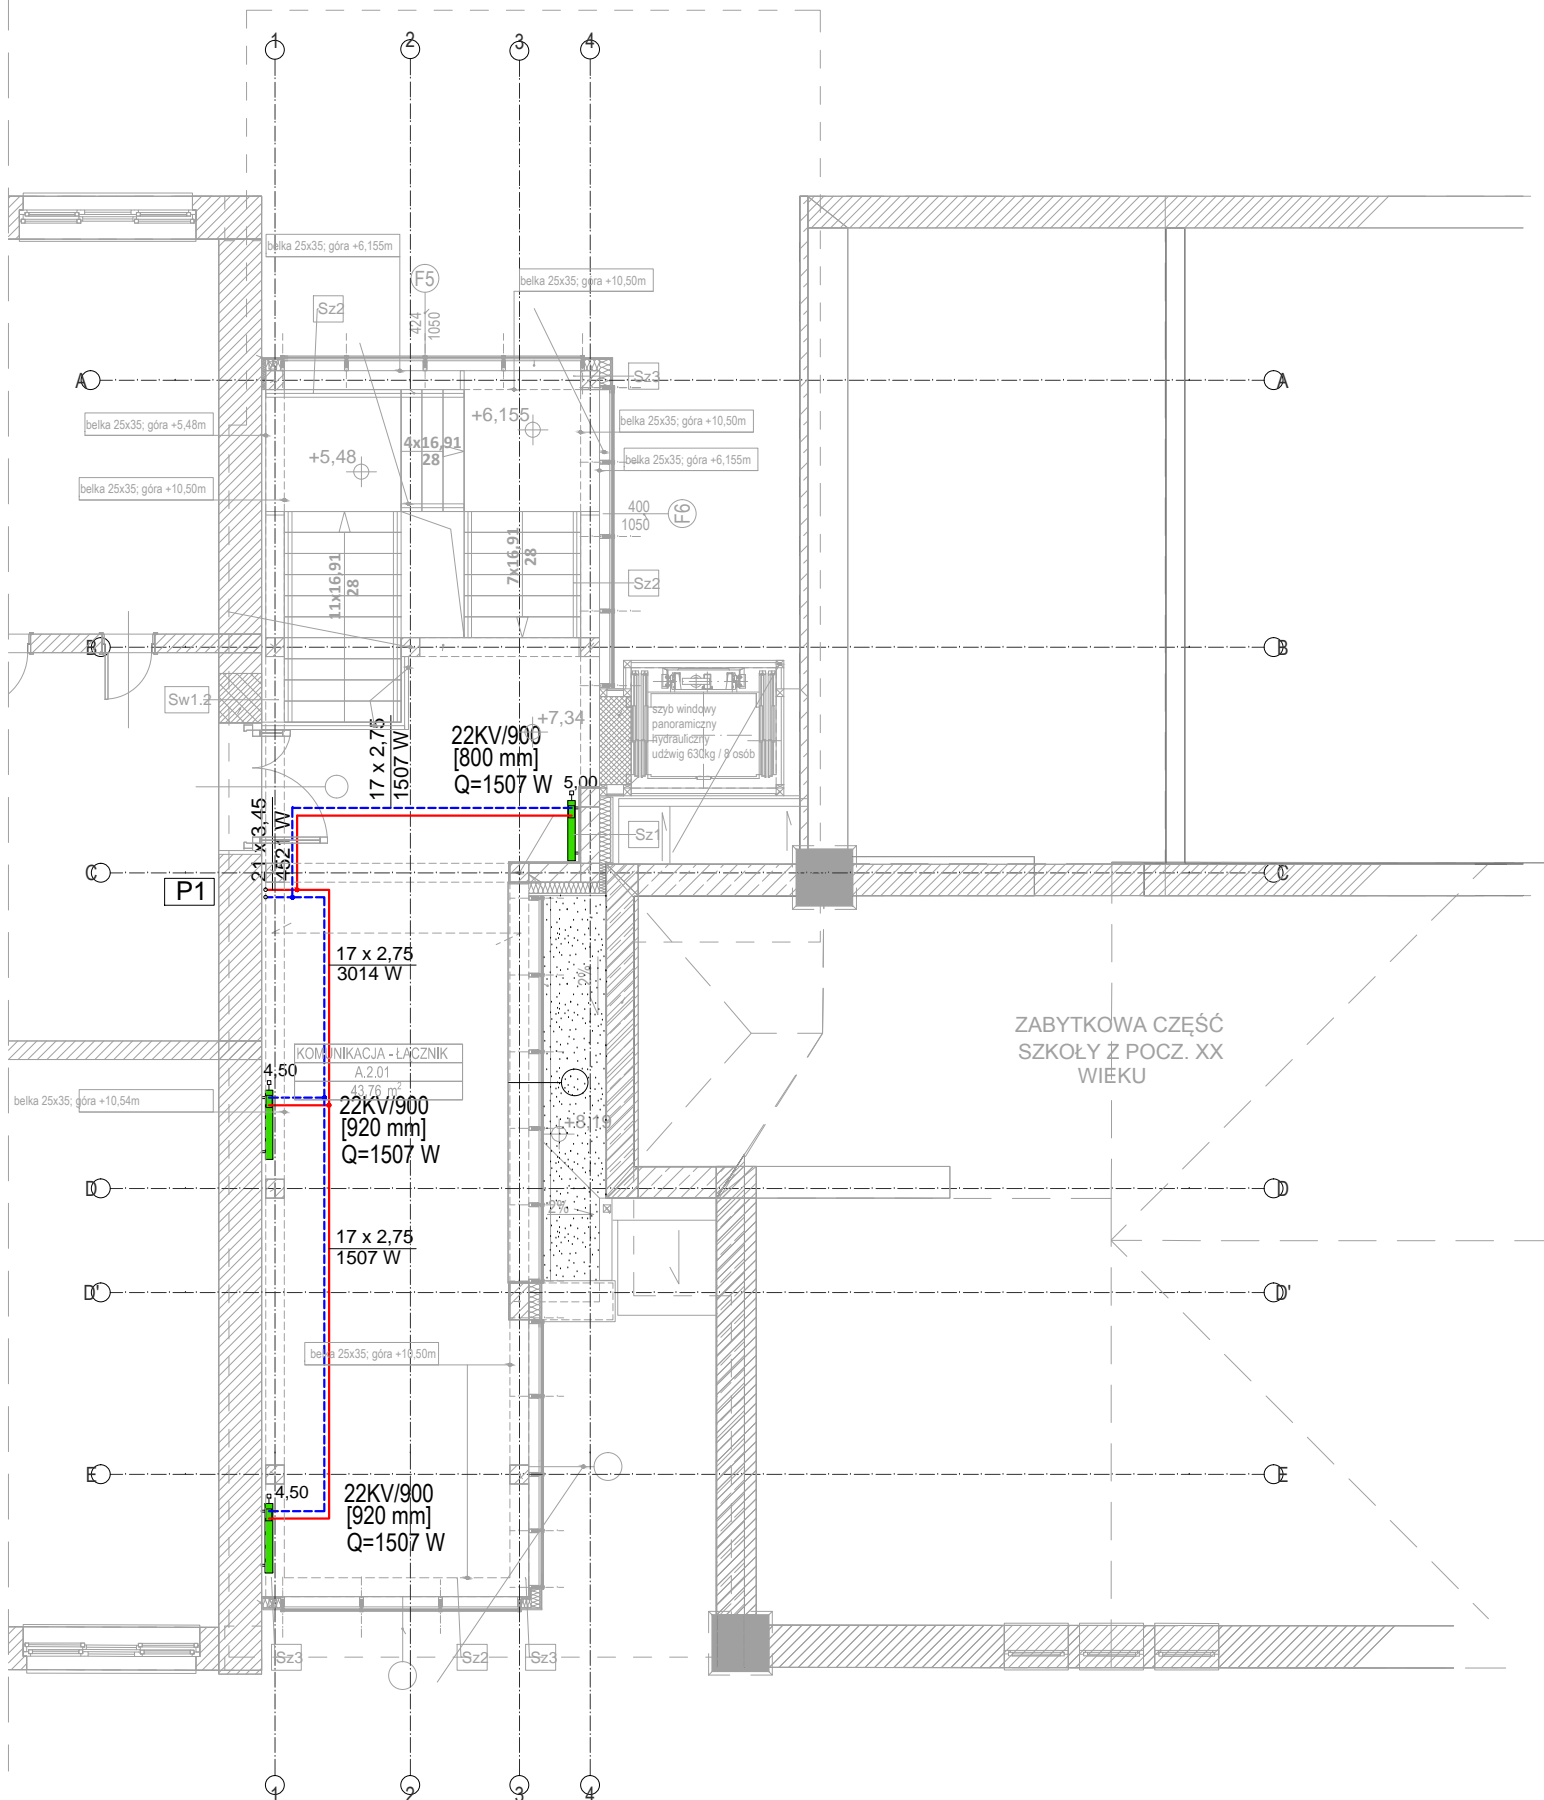 1
2
3
4
belka 25x35; góra +6,155m
F5
belka 25x35; góra +10,50m
Sz2
424
1050
A
Sz3
A
belka 25x35; góra +5,48m
+6,155
belka 25x35; góra +10,50m
4x16,91
28
+5,48
belka 25x35; góra +6,155m
belka 25x35; góra +10,50m
400
1050
F6
11x16,91
28
7x16,91
28
Sz2
B
B
Sw1.2
szyb windowy
panoramiczny
hydrauliczny
udźwig 630kg / 8 osób
+7,34
22KV/900
[800 mm]
Q=1507 W
5,00
17 x 2,75
1507 W
21 x 3,45
4521 W
Sz1
C
C
P1
17 x 2,75
3014 W
2%
ZABYTKOWA CZĘŚĆ
SZKOŁY Z POCZ. XX
WIEKU
KOMUNIKACJA - ŁĄCZNIK
A.2.01
43,76 m²
4,50
belka 25x35; góra +10,54m
22KV/900
[920 mm]
Q=1507 W
+8,19
D
D
2%
17 x 2,75
1507 W
D'
D'
belka 25x35; góra +10,50m
E
E
4,50
22KV/900
[920 mm]
Q=1507 W
Sz3
Sz2
Sz3
1
2
3
4